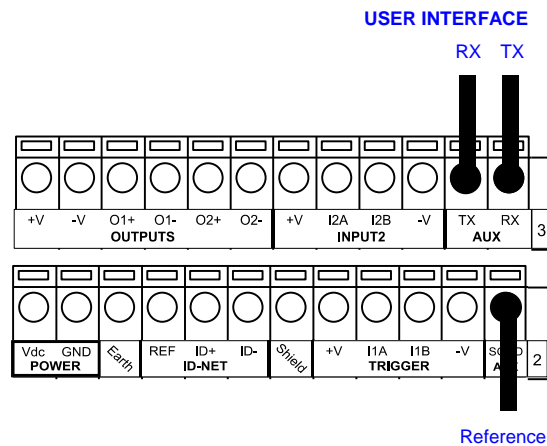 USER INTERFACE
RX TX
+V -V O1+ O1- O2+ O2- +V I2A I2B -V TX RX
OUTPUTS INPUT2 AUX 3
Vdc GND Earth REF ID+ ID- Shield +V I1A I1B -V
POWER ID-NET TRIGGER 2
Reference